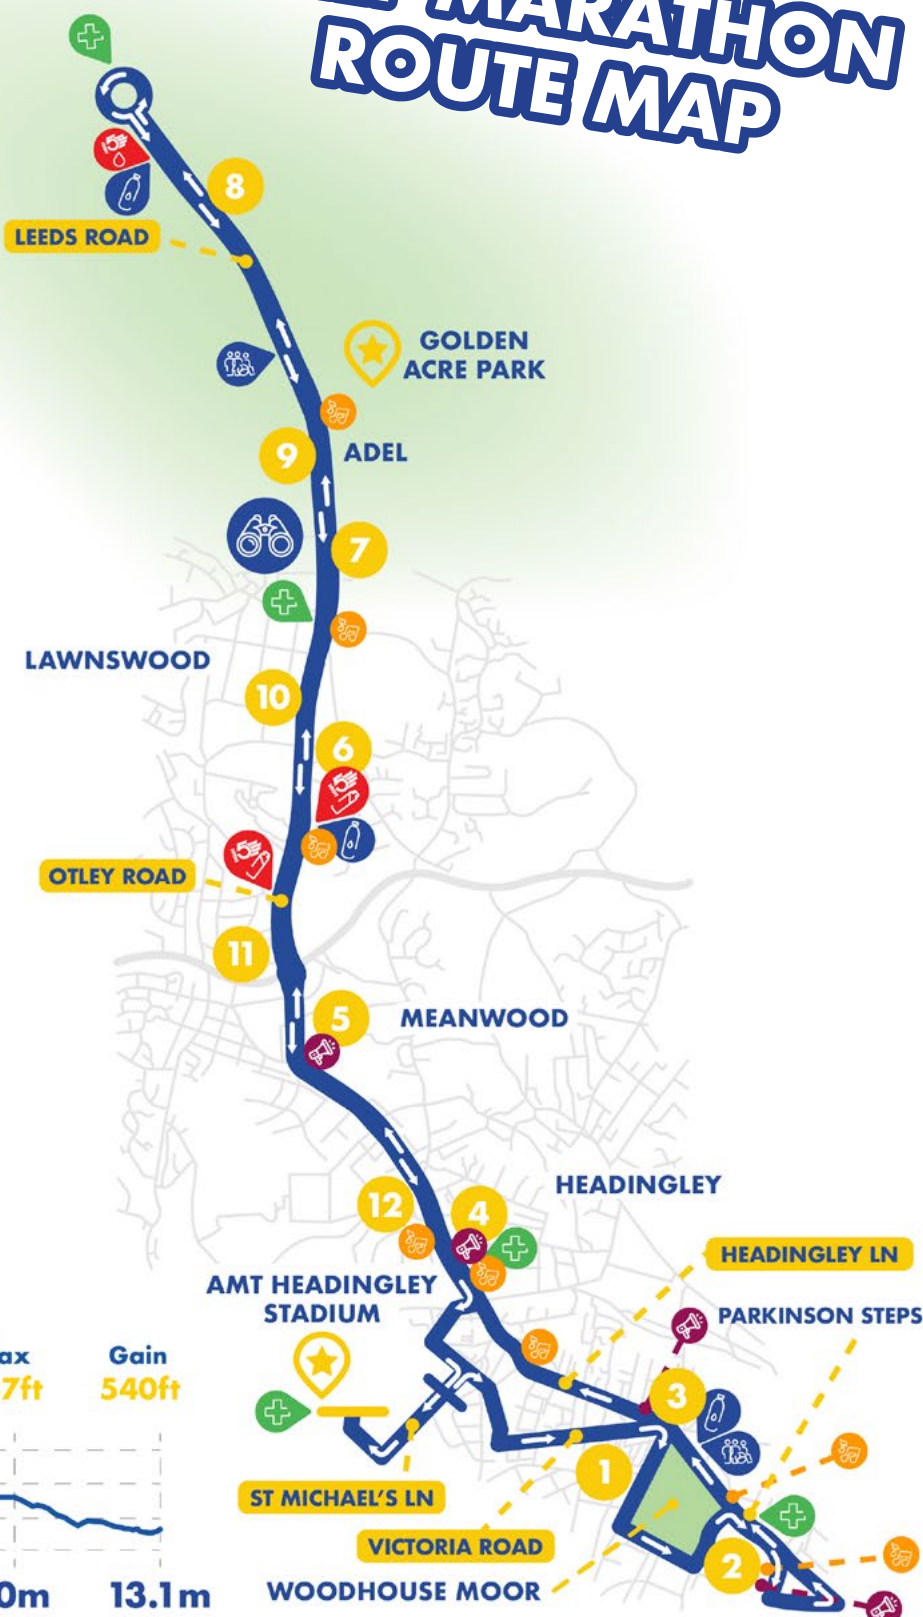 MARATHON
ROUTE MAP
8
LEEDS ROAD
GOLDEN
ACRE PARK
9
ADEL
7
LAWNSWOOD
10
6
OTLEY ROAD
11
5
MEANWOOD
HEADINGLEY
12
4
HEADINGLEY LN
AMT HEADINGLEY
STADIUM
PARKINSON STEPS
Gain
7ft
540ft
3
1
ST MICHAEL'S LN
VICTORIA ROAD
2
WOODHOUSE MOOR
0m
13.1m